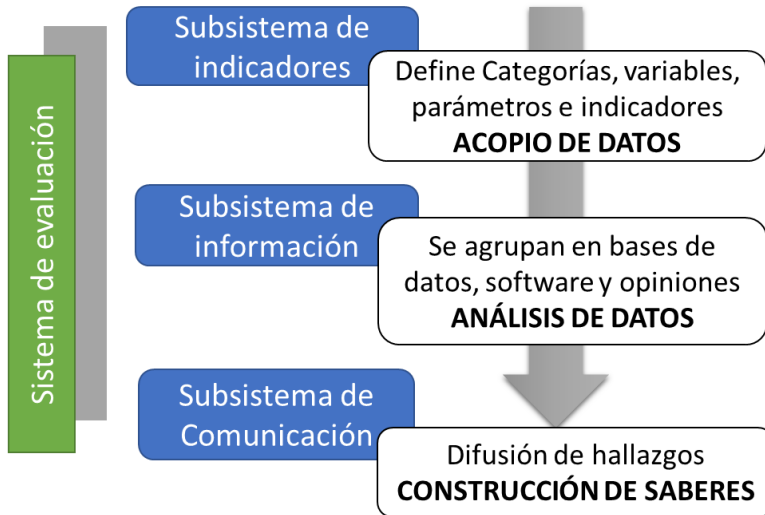 Sistema de evaluación
Subsistema de
indicadores
Define Categorías, variables,
parámetros e indicadores
ACOPIO DE DATOS
Subsistema de
información
Se agrupan en bases de
datos, software y opiniones
ANÁLISIS DE DATOS
Subsistema de
Comunicación
Difusión de hallazgos
CONSTRUCCIÓN DE SABERES